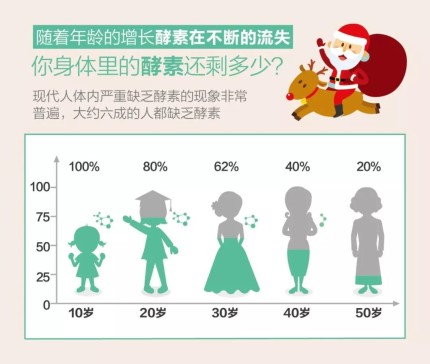 随着年龄的增长酵素在不断的流失
你身体里的酵素还剩多少?
现代人体内严重缺乏酵素的现象非常
普遍，大约六成的人都缺乏酵素
100% 80% 62% 40% 20%
100
75
50
25
0
10岁 20岁 30岁 40岁 50岁